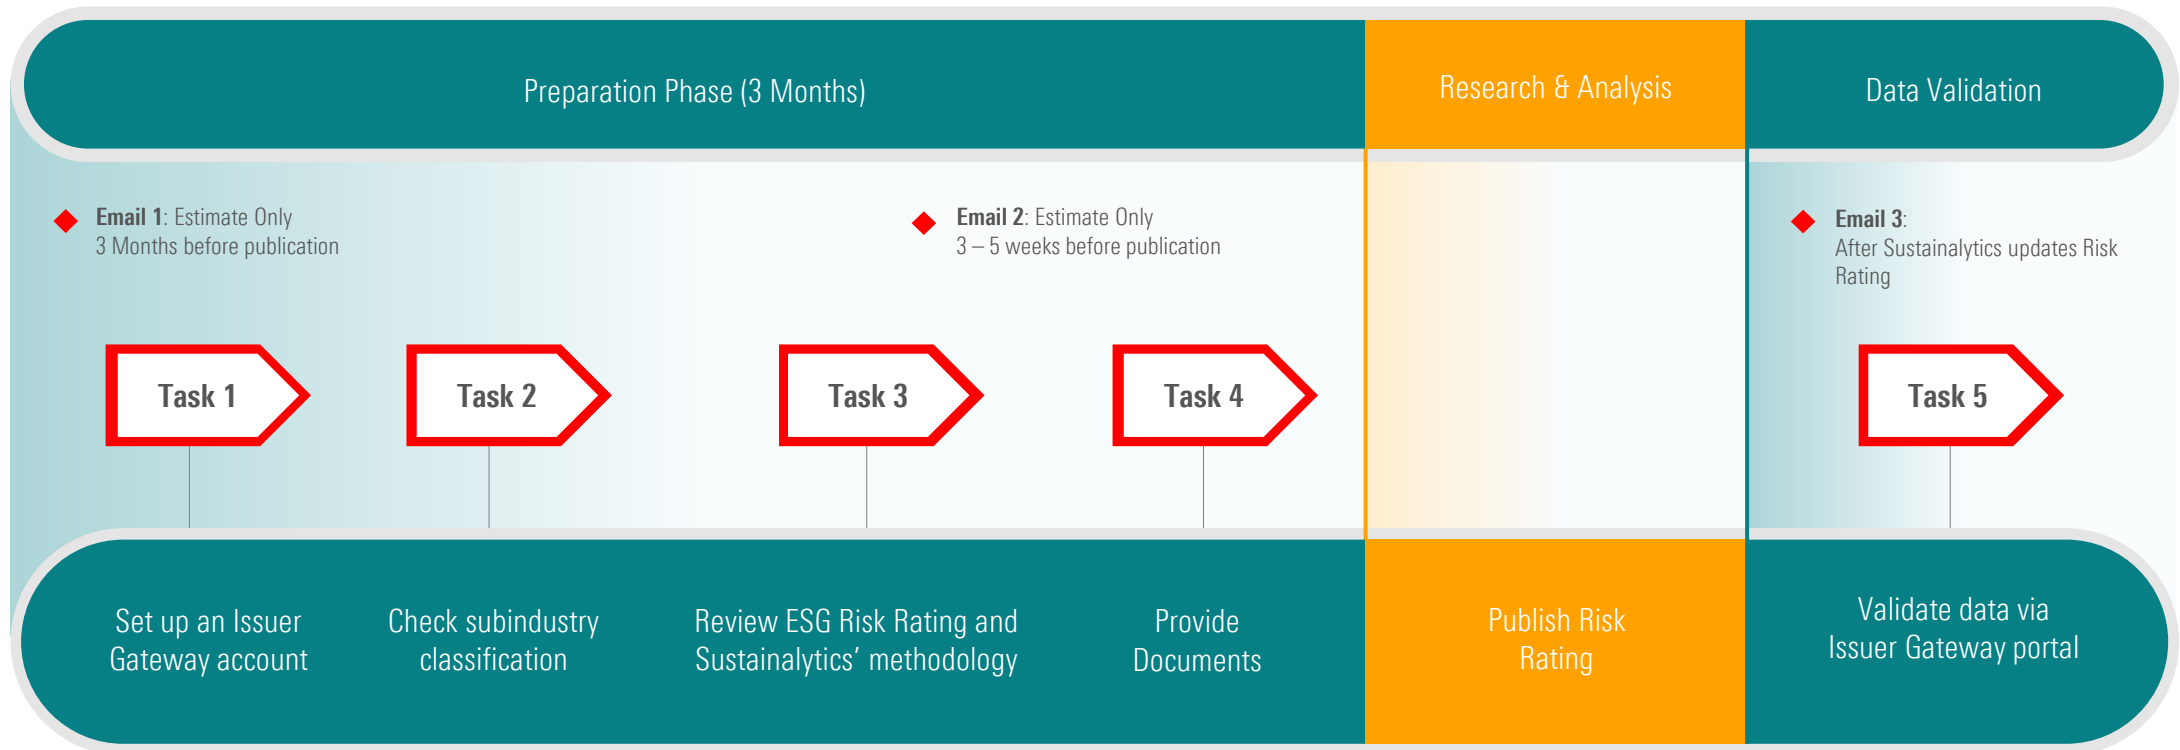 Preparation Phase (3 Months)
Research & Analysis
Data Validation
Email 1: Estimate Only
3 Months before publication
Email 2: Estimate Only
3 – 5 weeks before publication
Email 3:
After Sustainalytics updates Risk
Rating
Task 1
Task 2
Task 3
Task 4
Task 5
Set up an Issuer
Gateway account
Check subindustry
classification
Review ESG Risk Rating and
Sustainalytics’ methodology
Provide
Documents
Publish Risk
Rating
Validate data via
Issuer Gateway portal